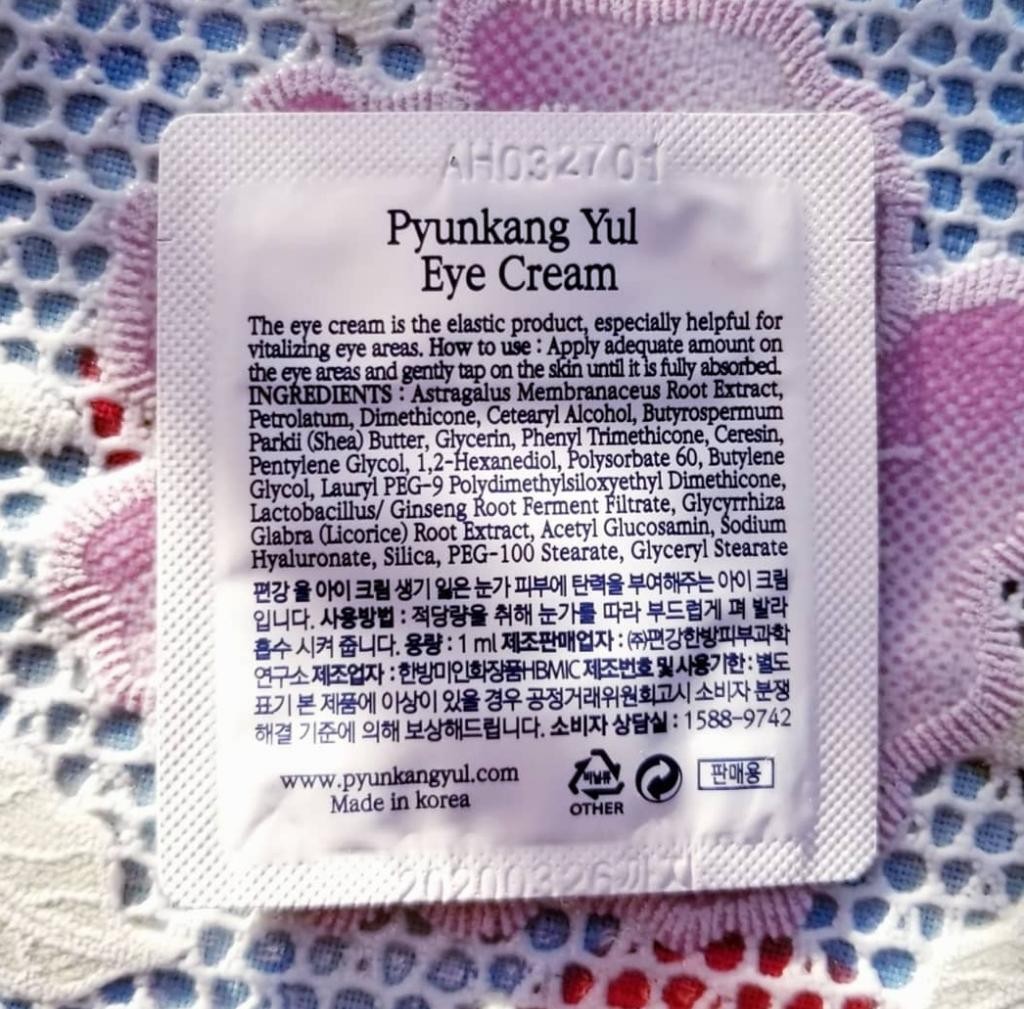 AH032701
Pyunkang Yul
Eye Cream
The eye cream is the elastic product, especially helpful for
vitalizing eye areas. How to use : Apply adequate amount on
the eye areas and gently tap on the skin until it is fully absorbed.
INGREDIENTS : Astragalus Membranaceus Root Extract,
Petrolatum, Dimethicone, Cetearyl Alcohol, Butyrospermum
Parkii (Shea) Butter, Glycerin, Phenyl Trimethicone, Ceresin,
Pentylene Glycol, 1,2-Hexanediol, Polysorbate 60, Butylene
Glycol, Lauryl PEG-9 Polydimethylsiloxyethyl Dimethicone,
Lactobacillus/ Ginseng Root Ferment Filtrate, Glycyrrhiza
Glabra (Licorice) Root Extract, Acetyl Glucosamin, Sodium
Hyaluronate, Silica, PEG-100 Stearate, Glyceryl Stearate
편강 율 아이 크림 생기 잃은 눈가 피부에 탄력을 부여해주는 아이 크림
입니다. 사용방법 : 적당량을 취해 눈가를 따라 부드럽게 펴 발라
흡수 시켜 줍니다. 용량 : 1 ml 제조판매업자 : ㈜편강한방피부과학
연구소 제조업자 : 한방미인화장품HBMIC 제조번호 및 사용기한 : 별도
표기 본 제품에 이상이 있을 경우 공정거래위원회고시 소비자 분쟁
해결 기준에 의해 보상해드립니다. 소비자 상담실 : 1588-9742
www.pyunkangyul.com
Made in korea
비닐류
OTHER
판매용
20200326까지